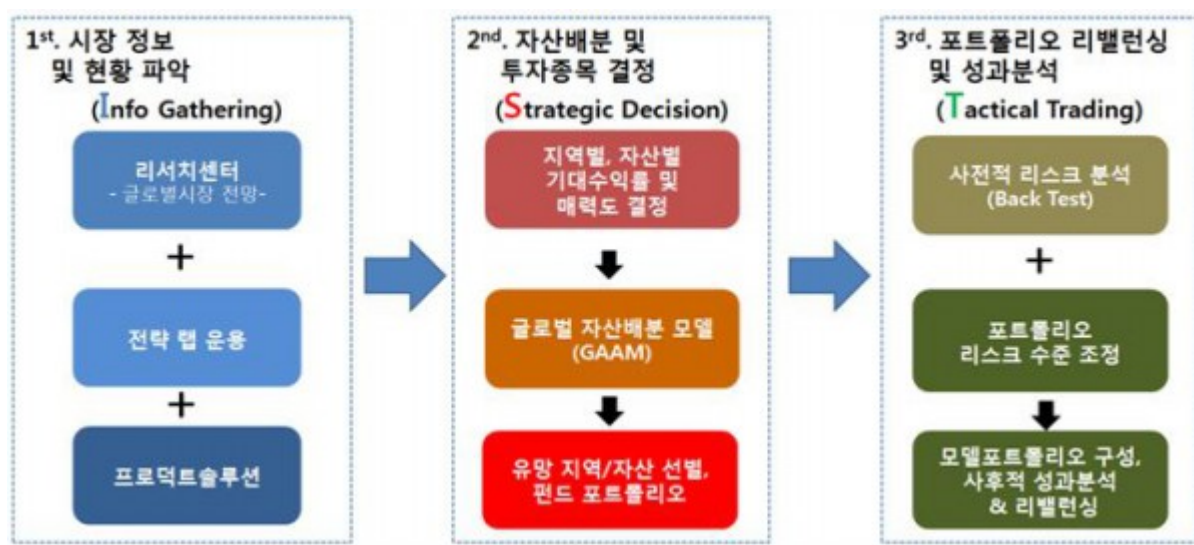 1st. 시장 정보
및 현황 파악
(Info Gathering)
리서치센터
- 글로벌시장 전망-
+
전략 랩 운용
+
프로덕트솔루션
2nd. 자산배분 및
투자종목 결정
(Strategic Decision)
지역별, 자산별
기대수익률 및
매력도 결정
글로벌 자산배분 모델
(GAAM)
유망 지역/자산 선별,
펀드 포트폴리오
3rd. 포트폴리오 리밸런싱
및 성과분석
(Tactical Trading)
사전적 리스크 분석
(Back Test)
+
포트폴리오
리스크 수준 조정
모델포트폴리오 구성,
사후적 성과분석
& 리밸런싱